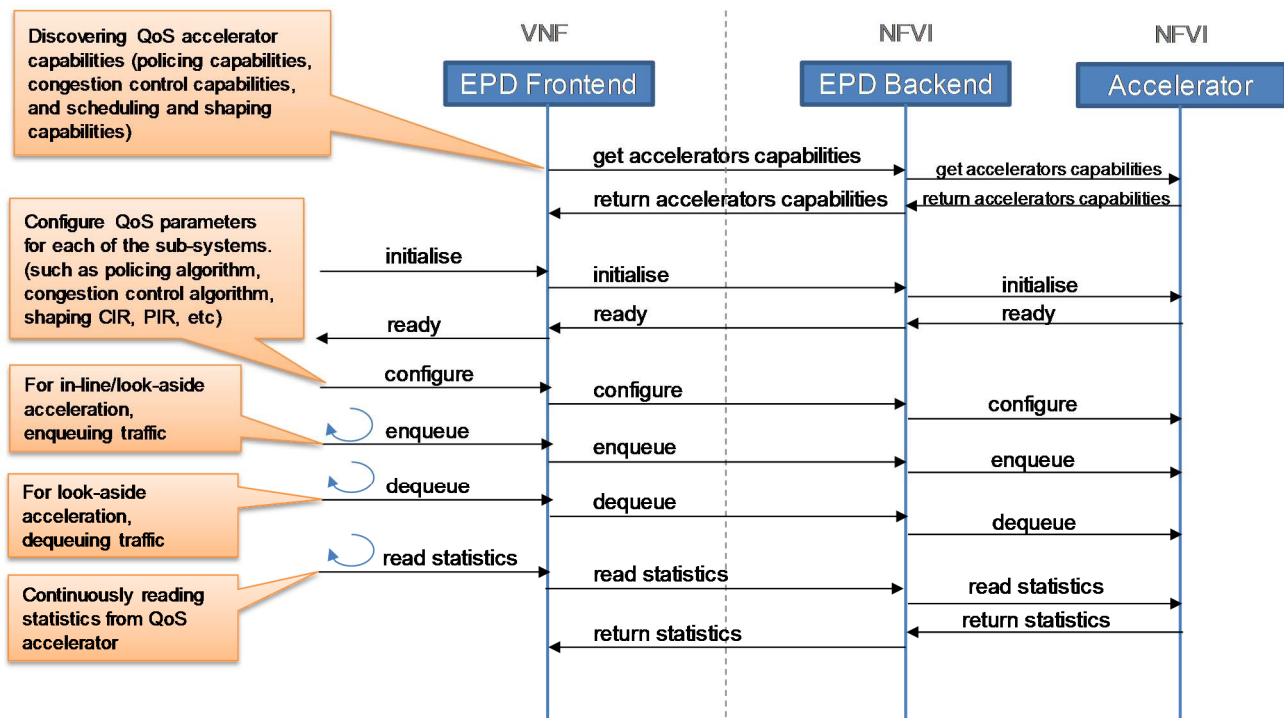 Discovering QoS accelerator
capabilities (policing capabilities,
congestion control capabilities,
and scheduling and shaping
capabilities)
VNF
NFVI
NFVI
EPD Frontend
EPD Backend
Accelerator
get accelerators capabilities
get accelerators capabilities
return accelerators capabilities
return accelerators capabilities
Configure QoS parameters
for each of the sub-systems.
(such as policing algorithm,
congestion control algorithm,
shaping CIR, PIR, etc)
initialise
initialise
initialise
ready
ready
ready
configure
configure
configure
For in-line/look-aside
acceleration,
enqueuing traffic
enqueue
enqueue
enqueue
For look-aside
acceleration,
dequeuing traffic
dequeue
dequeue
dequeue
Continuously reading
statistics from QoS
accelerator
read statistics
read statistics
read statistics
return statistics
return statistics